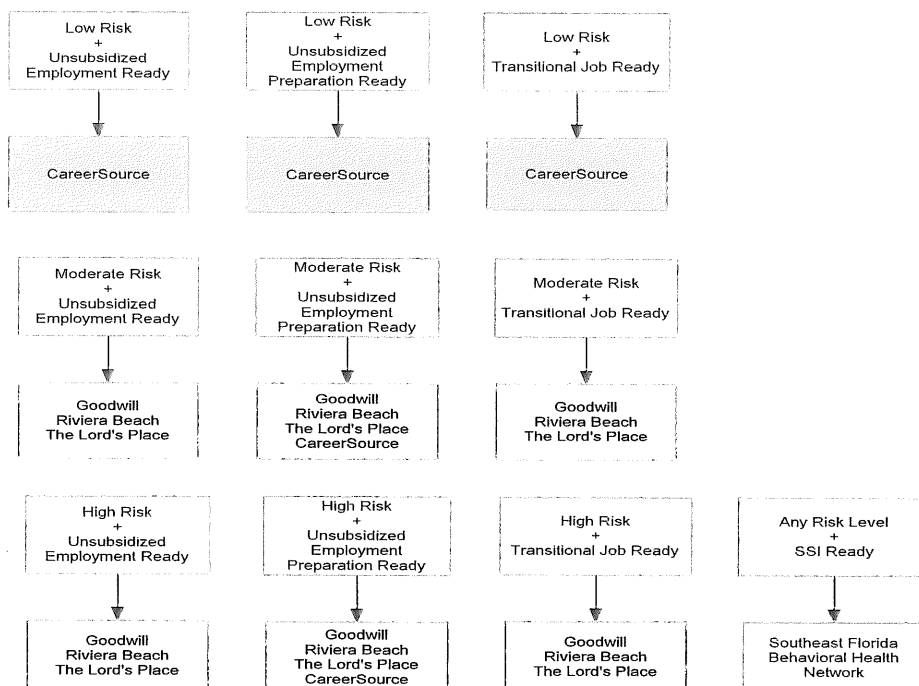 Low Risk
+
Unsubsidized
Employment Ready
Low Risk
+
Unsubsidized
Employment
Preparation Ready
Low Risk
+
Transitional Job Ready
CareerSource
CareerSource
CareerSource
Moderate Risk
+
Unsubsidized
Employment Ready
Moderate Risk
+
Unsubsidized
Employment
Preparation Ready
Moderate Risk
+
Transitional Job Ready
Goodwill
Riviera Beach
The Lord's Place
Goodwill
Riviera Beach
The Lord's Place
CareerSource
Goodwill
Riviera Beach
The Lord's Place
High Risk
+
Unsubsidized
Employment Ready
High Risk
+
Unsubsidized
Employment
Preparation Ready
High Risk
+
Transitional Job Ready
Any Risk Level
+
SSI Ready
Goodwill
Riviera Beach
The Lord's Place
Goodwill
Riviera Beach
The Lord's Place
CareerSource
Goodwill
Riviera Beach
The Lord's Place
Southeast Florida
Behavioral Health
Network